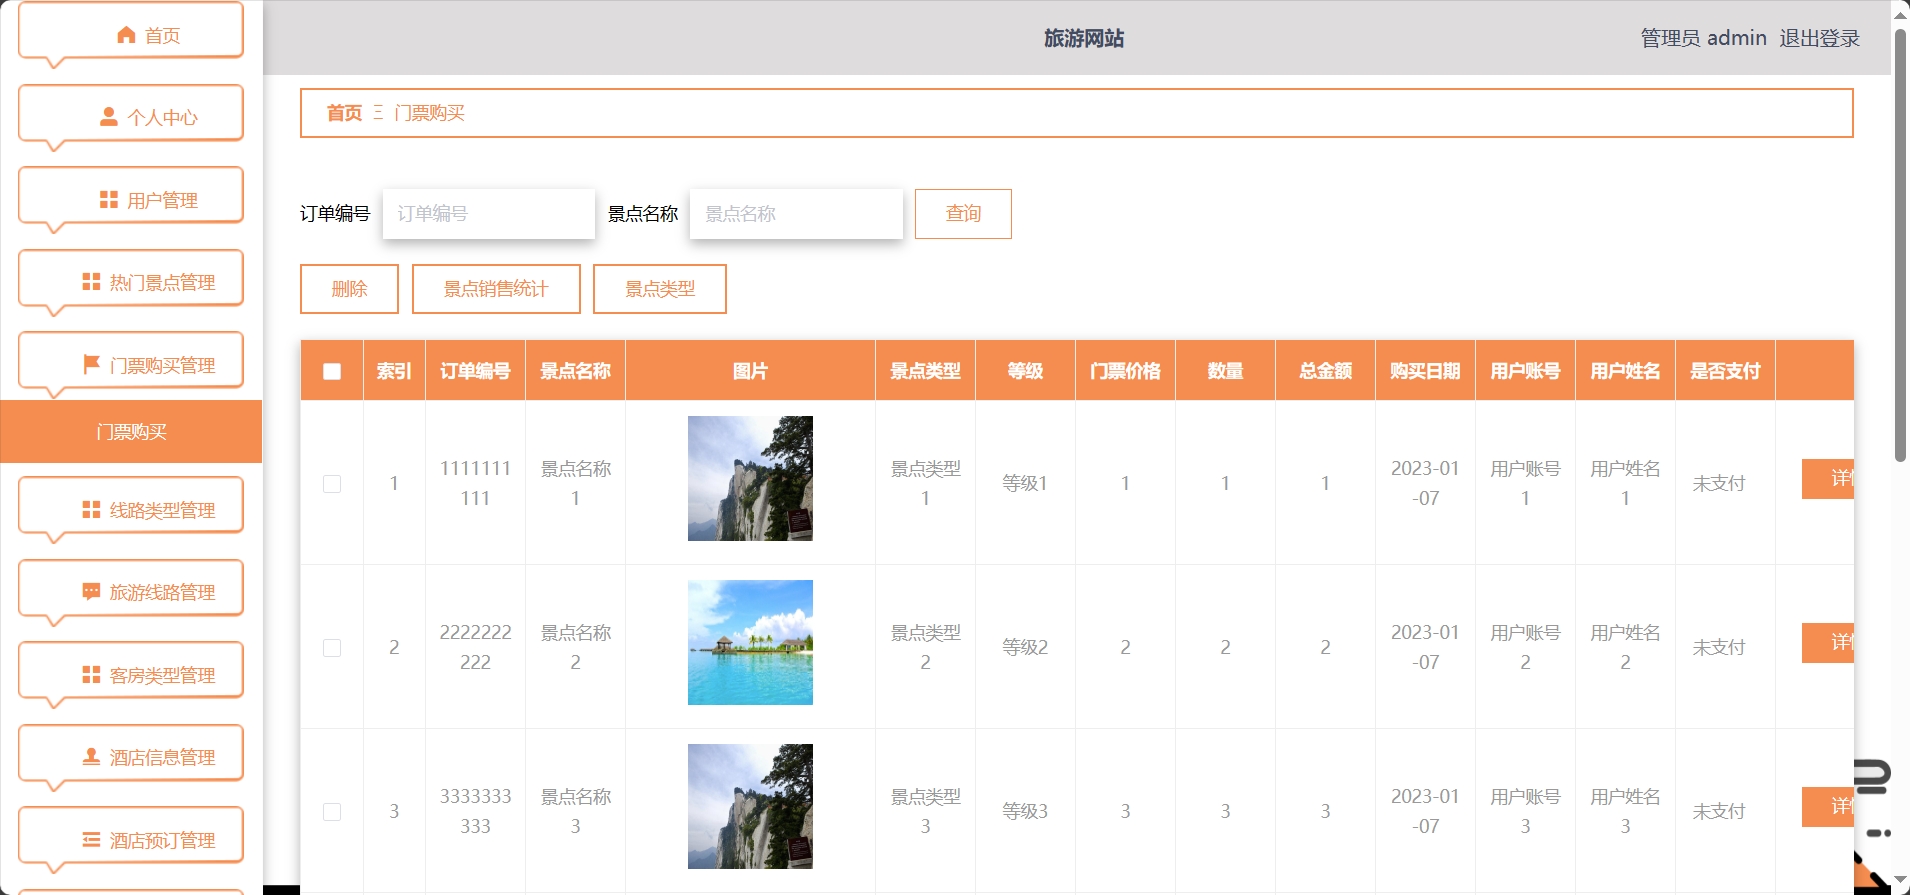 首页
个人中心
用户管理
热门景点管理
门票购买管理
门票购买
线路类型管理
旅游线路管理
客房类型管理
酒店信息管理
酒店预订管理
旅游网站
管理员 admin 退出登录
首页 Ξ 门票购买
订单编号 订单编号 景点名称 景点名称 查询
删除 景点销售统计 景点类型
索引 订单编号 景点名称 图片 景点类型 等级 门票价格 数量 总金额 购买日期 用户账号 用户姓名 是否支付
1 1111111 景点名称 景点类型 等级1 1 1 1 2023-01 用户账号 用户姓名 未支付 详
111 1 1 -07 1 1
2 2222222 景点名称 景点类型 等级2 2 2 2 2023-01 用户账号 用户姓名 未支付 详
222 2 2 -07 2 2
3 3333333 景点名称 景点类型 等级3 3 3 3 2023-01 用户账号 用户姓名 未支付 详
333 3 3 -07 3 3